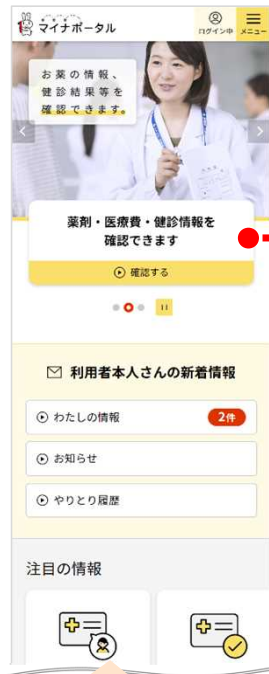 マイナポータル
ログイン中
メニュー
お薬の情報、
健診結果等を
確認できます。
薬剤・医療費・健診情報を
確認できます
確認する
利用者本人さんの新着情報
わたしの情報
2件
お知らせ
やりとり履歴
注目の情報